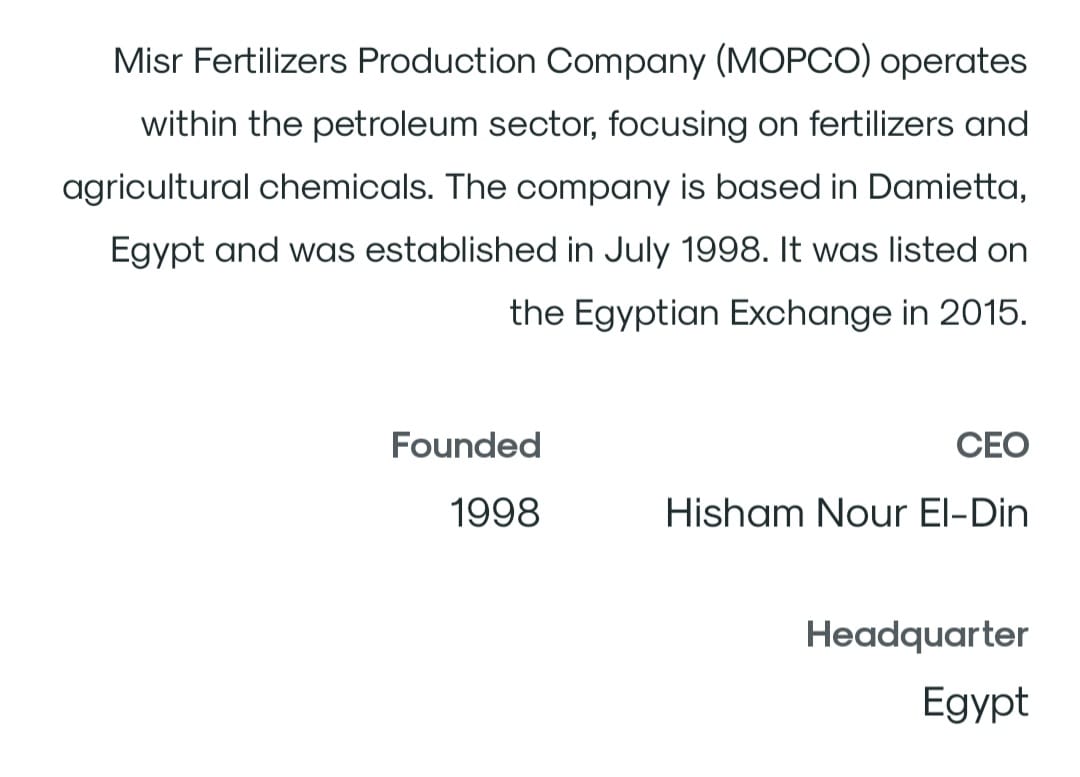 Misr Fertilizers Production Company (MOPCO) operates
within the petroleum sector, focusing on fertilizers and
agricultural chemicals. The company is based in Damietta,
Egypt and was established in July 1998. It was listed on
the Egyptian Exchange in 2015.
CEO
Hisham Nour El-Din
Founded
1998
Headquarter
Egypt